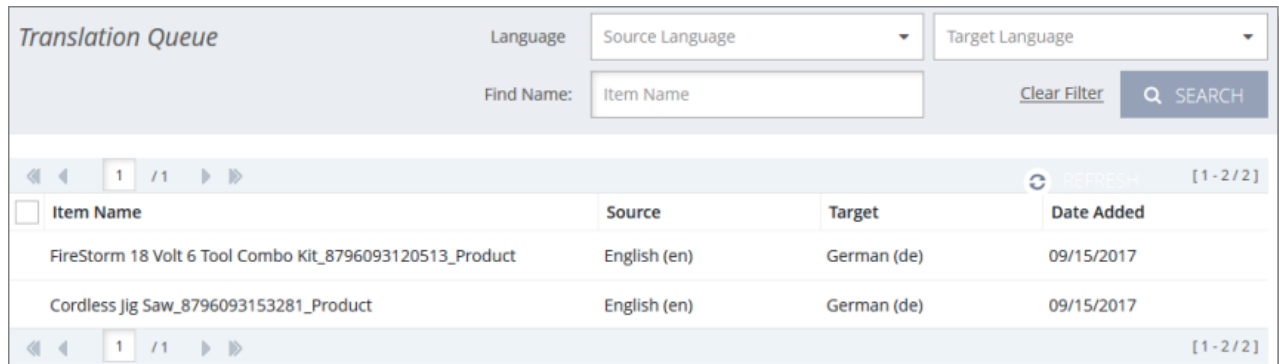 Translation Queue Language Source Language Target Language
Find Name: Item Name Clear Filter SEARCH
1 / 1 REFRESH [ 1 - 2 / 2 ]
Item Name Source Target Date Added
FireStorm 18 Volt 6 Tool Combo Kit_8796093120513_Product English (en) German (de) 09/15/2017
Cordless Jig Saw_8796093153281_Product English (en) German (de) 09/15/2017
1 / 1 [ 1 - 2 / 2 ]